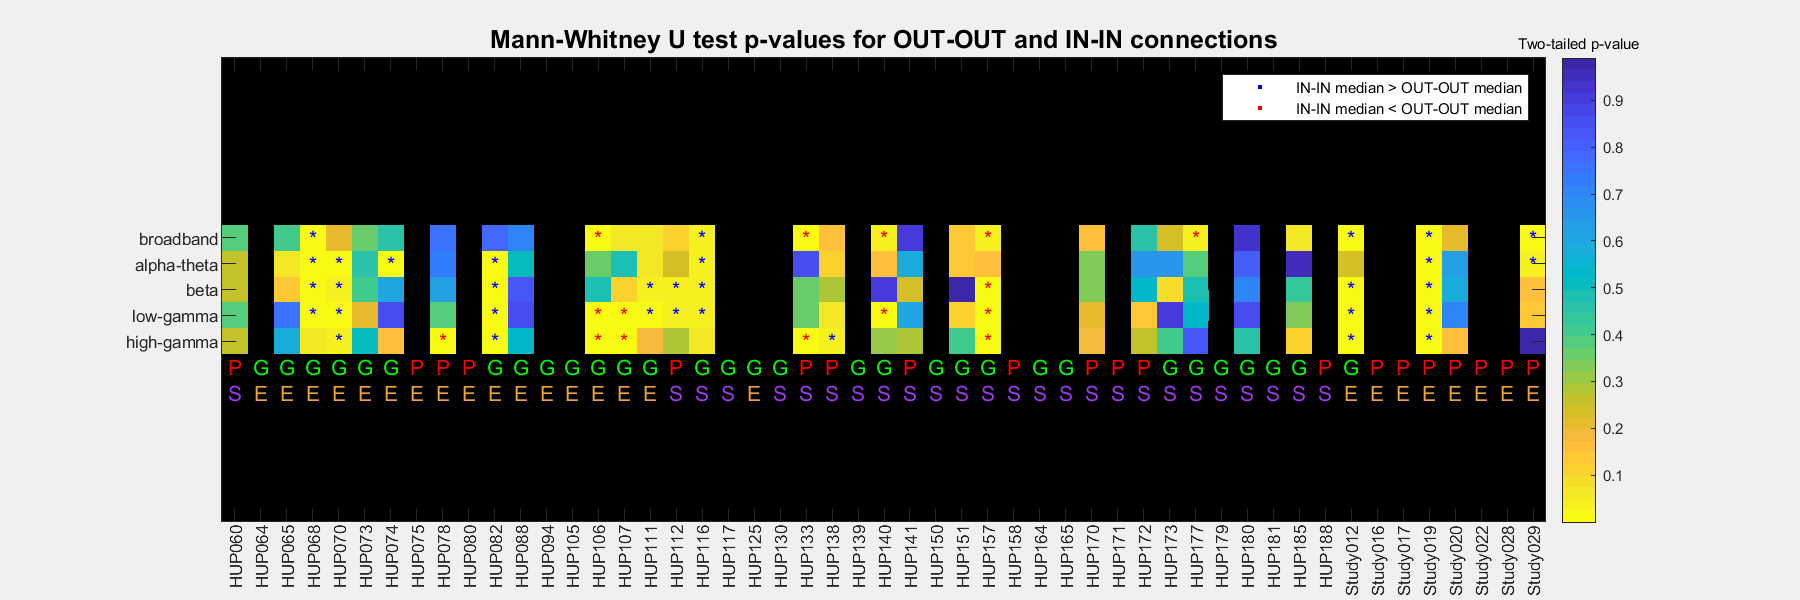 Mann-Whitney U test p-values for OUT-OUT and IN-IN connections
Two-tailed p-value
IN-IN median > OUT-OUT median
IN-IN median < OUT-OUT median
0.9
0.8
0.7
0.6
0.5
0.4
0.3
0.2
0.1
broadband
alpha-theta
beta
low-gamma
high-gamma
P G G G G G G P P P G G G G G G G P G G G G P P G G P G G G P G G P P P G G G G G G P G P P P P P P P
S E E E E E E E E E E E E E E E E S S S E S S S S S S S S S S S S S S S S S S S S S S E E E E E E E E
HUP060
HUP064
HUP065
HUP068
HUP070
HUP073
HUP074
HUP075
HUP078
HUP080
HUP082
HUP088
HUP094
HUP105
HUP106
HUP107
HUP111
HUP112
HUP116
HUP117
HUP125
HUP130
HUP133
HUP138
HUP139
HUP140
HUP141
HUP150
HUP151
HUP157
HUP158
HUP164
HUP165
HUP170
HUP171
HUP172
HUP173
HUP177
HUP179
HUP180
HUP181
HUP185
HUP188
Study012
Study016
Study017
Study019
Study020
Study022
Study028
Study029